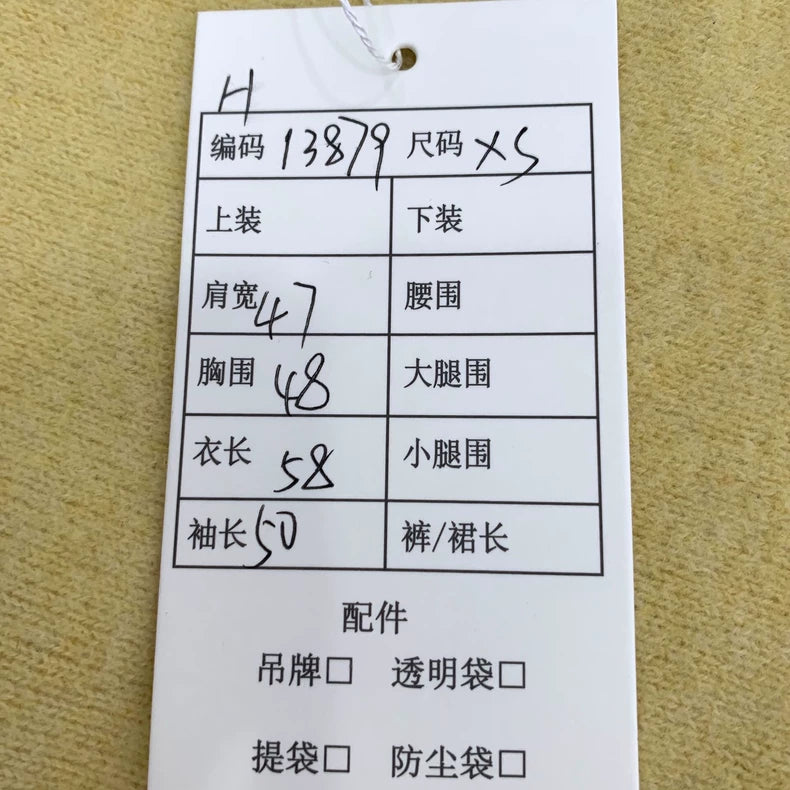 H
编码 13879 尺码 XS
上装 下装
肩宽 47 腰围
胸围 48 大腿围
衣长 58 小腿围
袖长 50 裤/裙长
配件
吊牌□ 透明袋□
提袋□ 防尘袋□